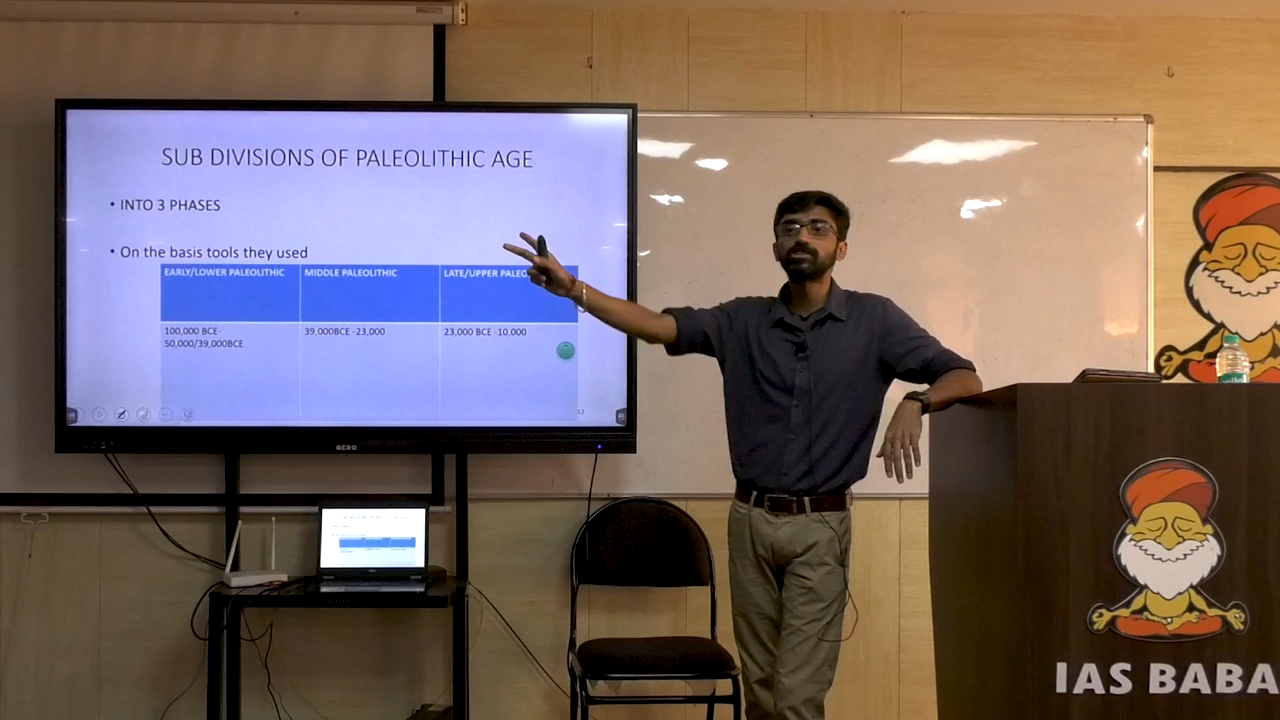 SUB DIVISIONS OF PALEOLITHIC AGE
• INTO 3 PHASES
• On the basis tools they used
EARLY/LOWER PALEOLITHIC
MIDDLE PALEOLITHIC
LATE/UPPER
100,000 BCE-
50,000/39,000BCE
39,000BCE -23,000
23,000 BCE -10,000
12
IAS BABA